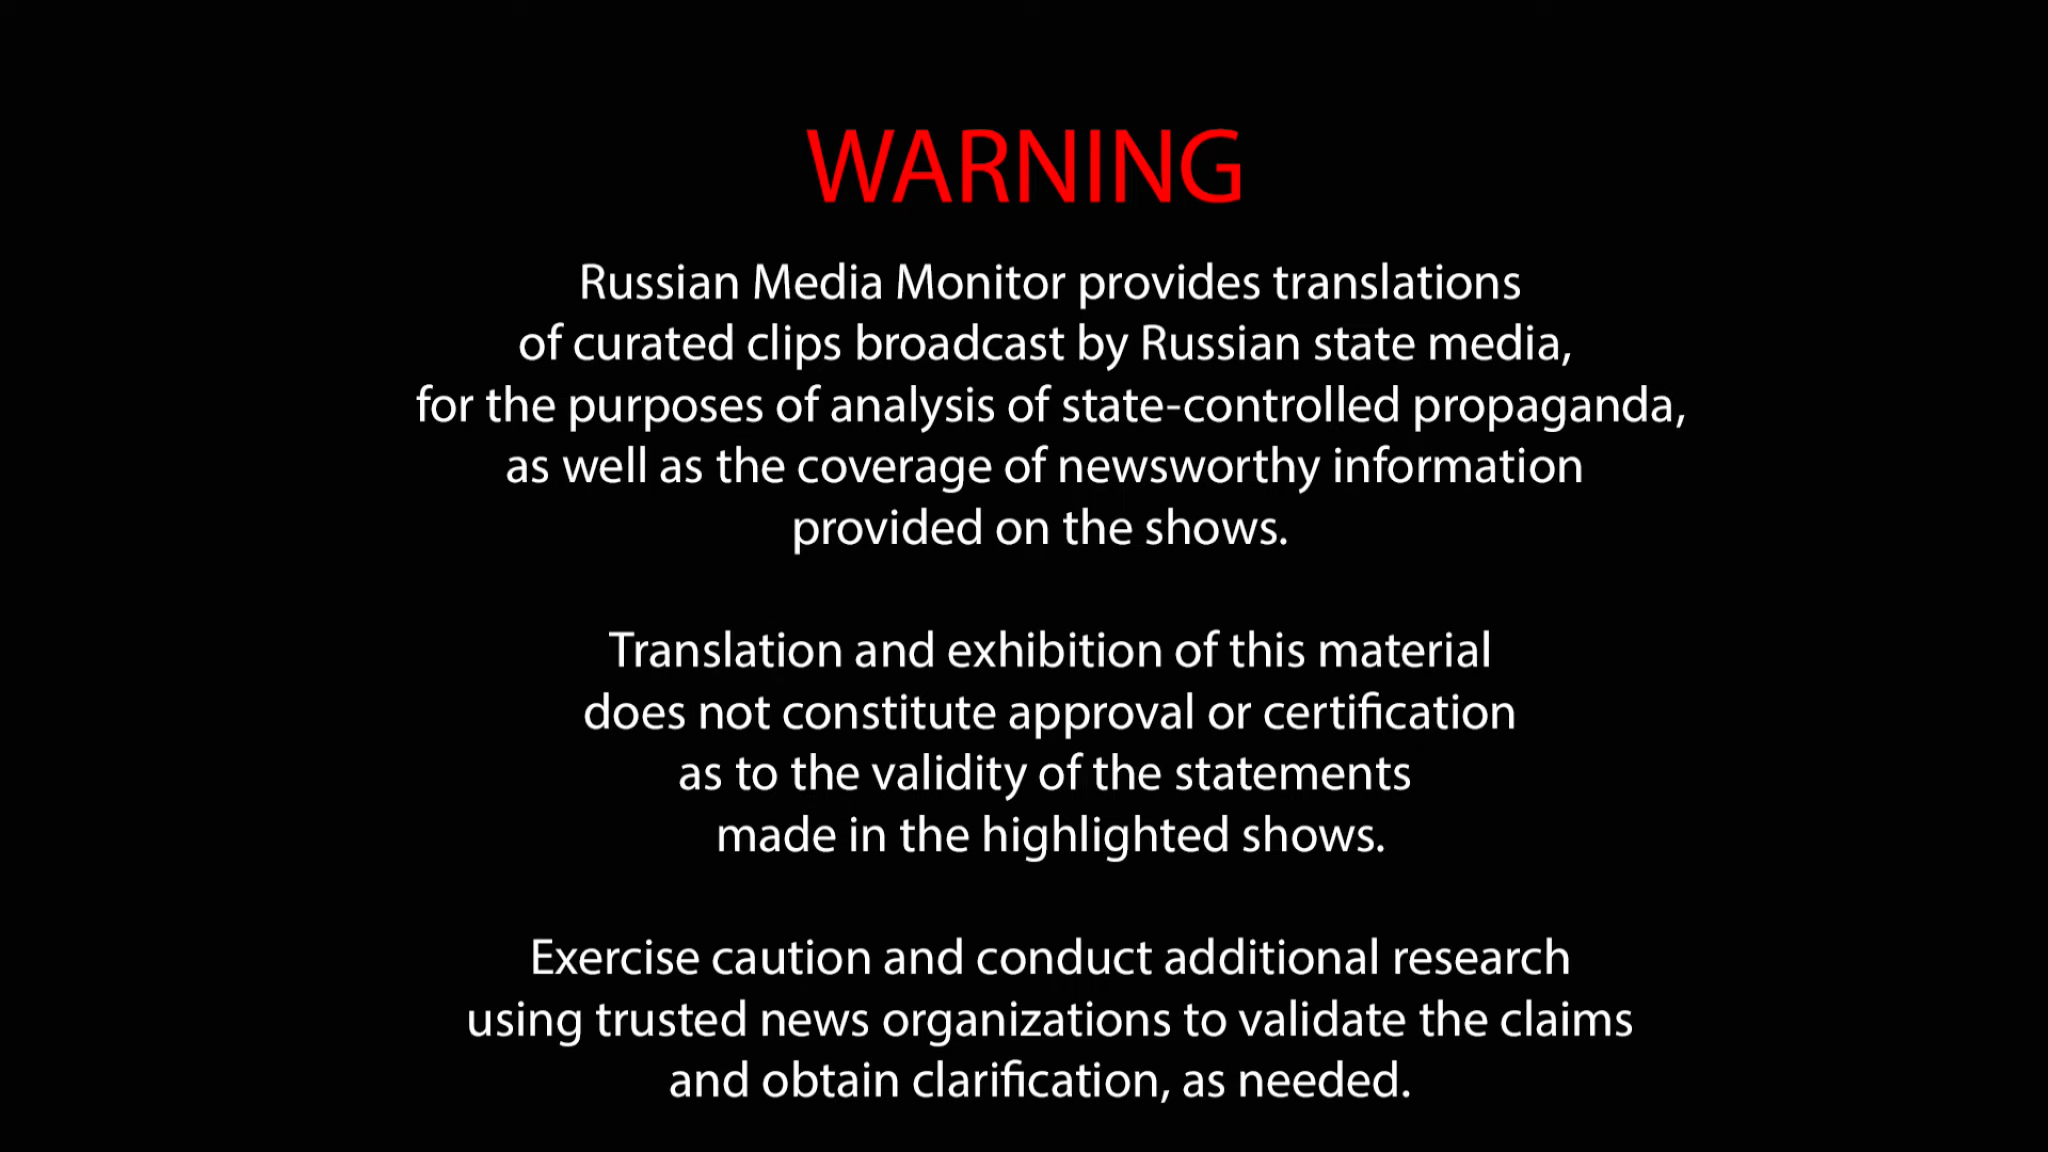 WARNING
Russian Media Monitor provides translations
of curated clips broadcast by Russian state media,
for the purposes of analysis of state-controlled propaganda,
as well as the coverage of newsworthy information
provided on the shows.
Translation and exhibition of this material
does not constitute approval or certification
as to the validity of the statements
made in the highlighted shows.
Exercise caution and conduct additional research
using trusted news organizations to validate the claims
and obtain clarification, as needed.